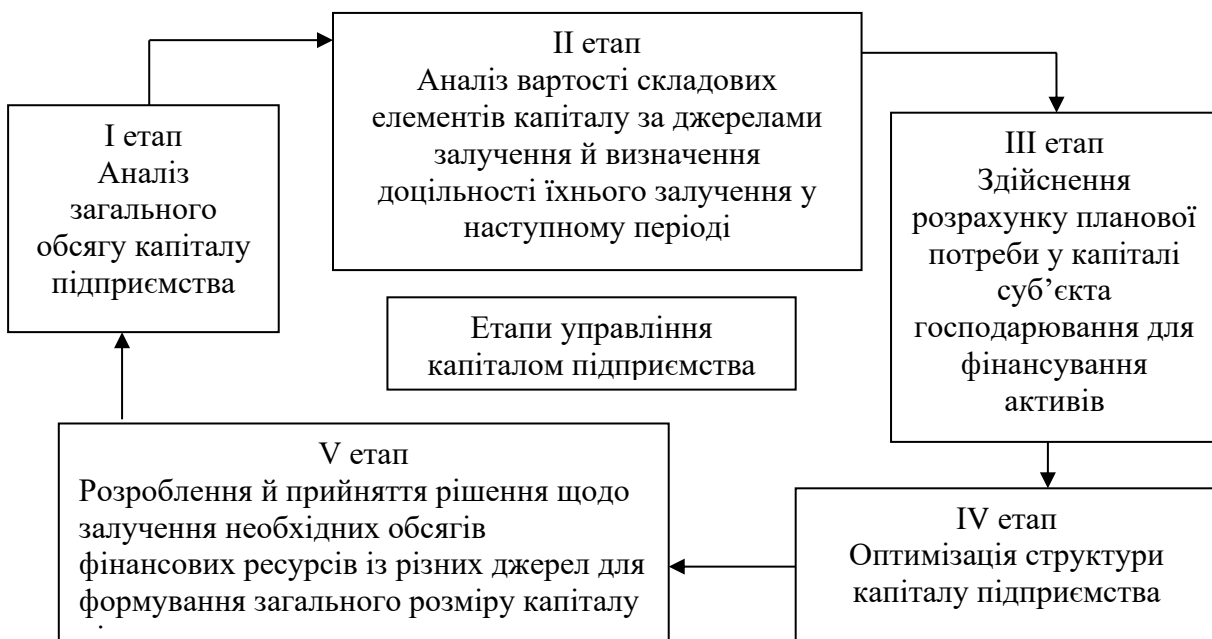 I етап
Аналіз
загального
обсягу капіталу
підприємства
II етап
Аналіз вартості складових
елементів капіталу за джерелами
залучення й визначення
доцільності їхнього залучення у
наступному періоді
III етап
Здійснення
розрахунку планової
потреби у капіталі
суб’єкта
господарювання для
фінансування
активів
Етапи управління
капіталом підприємства
IV етап
Оптимізація структури
капіталу підприємства
V етап
Розроблення й прийняття рішення щодо
залучення необхідних обсягів
фінансових ресурсів із різних джерел для
формування загального розміру капіталу